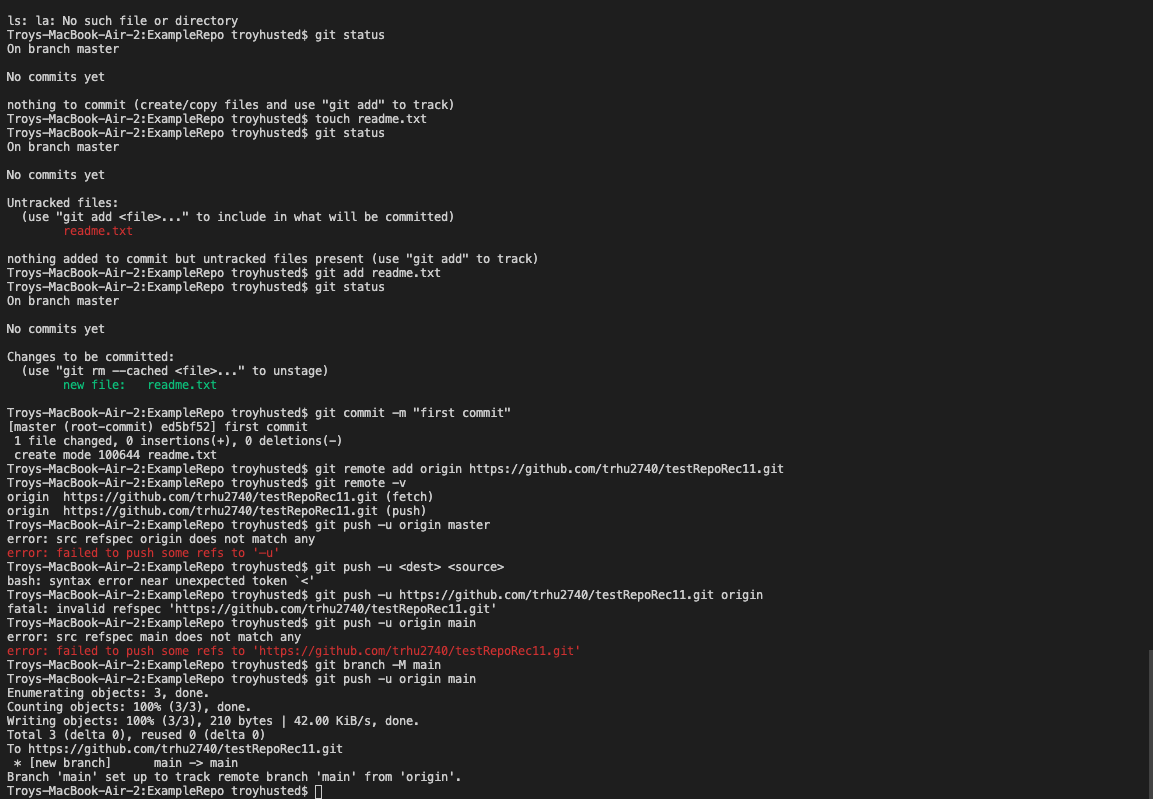 ls: la: No such file or directory
Troys-MacBook-Air-2:ExampleRepo troyhusted$ git status
On branch master
No commits yet
nothing to commit (create/copy files and use "git add" to track)
Troys-MacBook-Air-2:ExampleRepo troyhusted$ touch readme.txt
Troys-MacBook-Air-2:ExampleRepo troyhusted$ git status
On branch master
No commits yet
Untracked files:
  (use "git add <file>..." to include in what will be committed)
        readme.txt
nothing added to commit but untracked files present (use "git add" to track)
Troys-MacBook-Air-2:ExampleRepo troyhusted$ git add readme.txt
Troys-MacBook-Air-2:ExampleRepo troyhusted$ git status
On branch master
No commits yet
Changes to be committed:
  (use "git rm --cached <file>..." to unstage)
        new file:   readme.txt
Troys-MacBook-Air-2:ExampleRepo troyhusted$ git commit -m "first commit"
[master (root-commit) ed5bf52] first commit
 1 file changed, 0 insertions(+), 0 deletions(-)
 create mode 100644 readme.txt
Troys-MacBook-Air-2:ExampleRepo troyhusted$ git remote add origin https://github.com/trhu2740/testRepoRec11.git
Troys-MacBook-Air-2:ExampleRepo troyhusted$ git remote -v
origin  https://github.com/trhu2740/testRepoRec11.git (fetch)
origin  https://github.com/trhu2740/testRepoRec11.git (push)
Troys-MacBook-Air-2:ExampleRepo troyhusted$ git push –u origin master
error: src refspec origin does not match any
error: failed to push some refs to '–u'
Troys-MacBook-Air-2:ExampleRepo troyhusted$ git push –u <dest> <source>
bash: syntax error near unexpected token `<'
Troys-MacBook-Air-2:ExampleRepo troyhusted$ git push –u https://github.com/trhu2740/testRepoRec11.git origin
fatal: invalid refspec 'https://github.com/trhu2740/testRepoRec11.git'
Troys-MacBook-Air-2:ExampleRepo troyhusted$ git push -u origin main
error: src refspec main does not match any
error: failed to push some refs to 'https://github.com/trhu2740/testRepoRec11.git'
Troys-MacBook-Air-2:ExampleRepo troyhusted$ git branch -M main
Troys-MacBook-Air-2:ExampleRepo troyhusted$ git push -u origin main
Enumerating objects: 3, done.
Counting objects: 100% (3/3), done.
Writing objects: 100% (3/3), 210 bytes | 42.00 KiB/s, done.
Total 3 (delta 0), reused 0 (delta 0)
To https://github.com/trhu2740/testRepoRec11.git
 * [new branch]      main -> main
Branch 'main' set up to track remote branch 'main' from 'origin'.
Troys-MacBook-Air-2:ExampleRepo troyhusted$